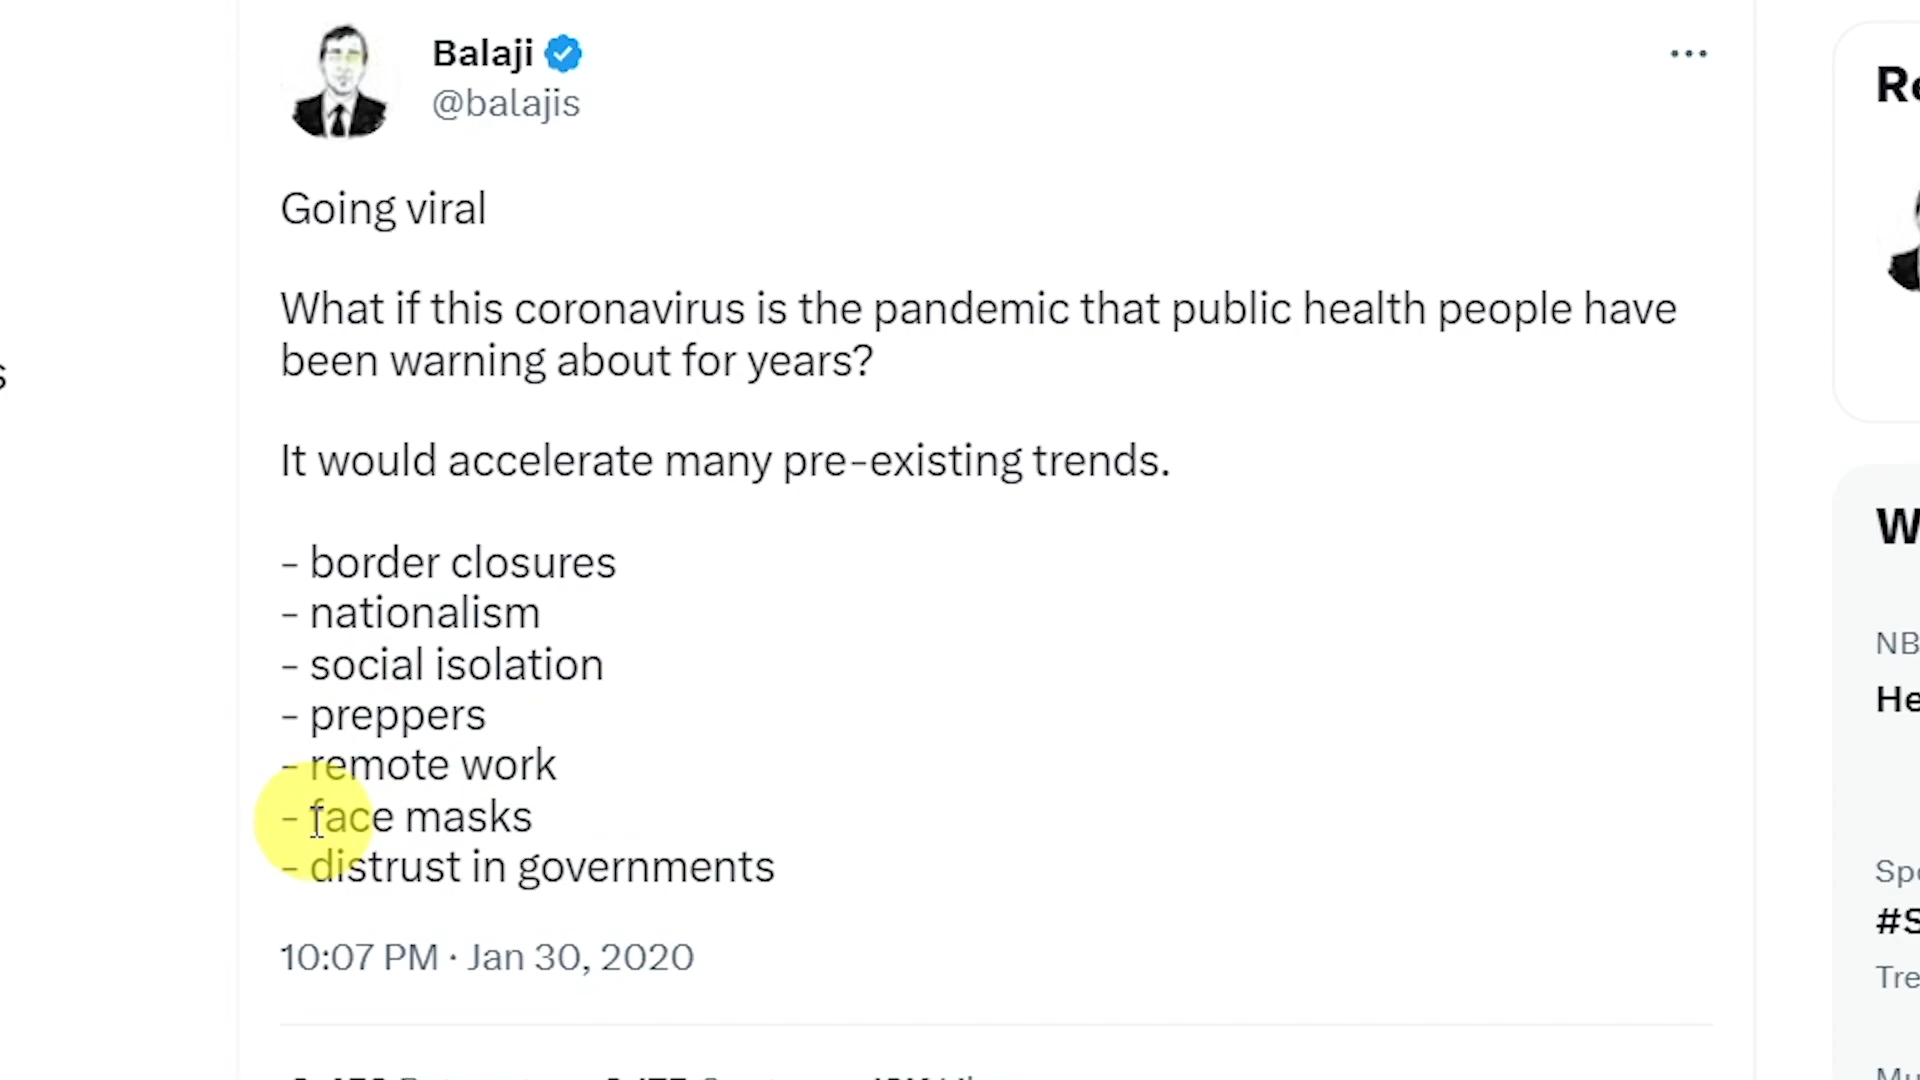 Balaji
@balajis
Going viral
What if this coronavirus is the pandemic that public health people have
been warning about for years?
It would accelerate many pre-existing trends.
- border closures
- nationalism
- social isolation
- preppers
- remote work
- face masks
- distrust in governments
10:07 PM · Jan 30, 2020